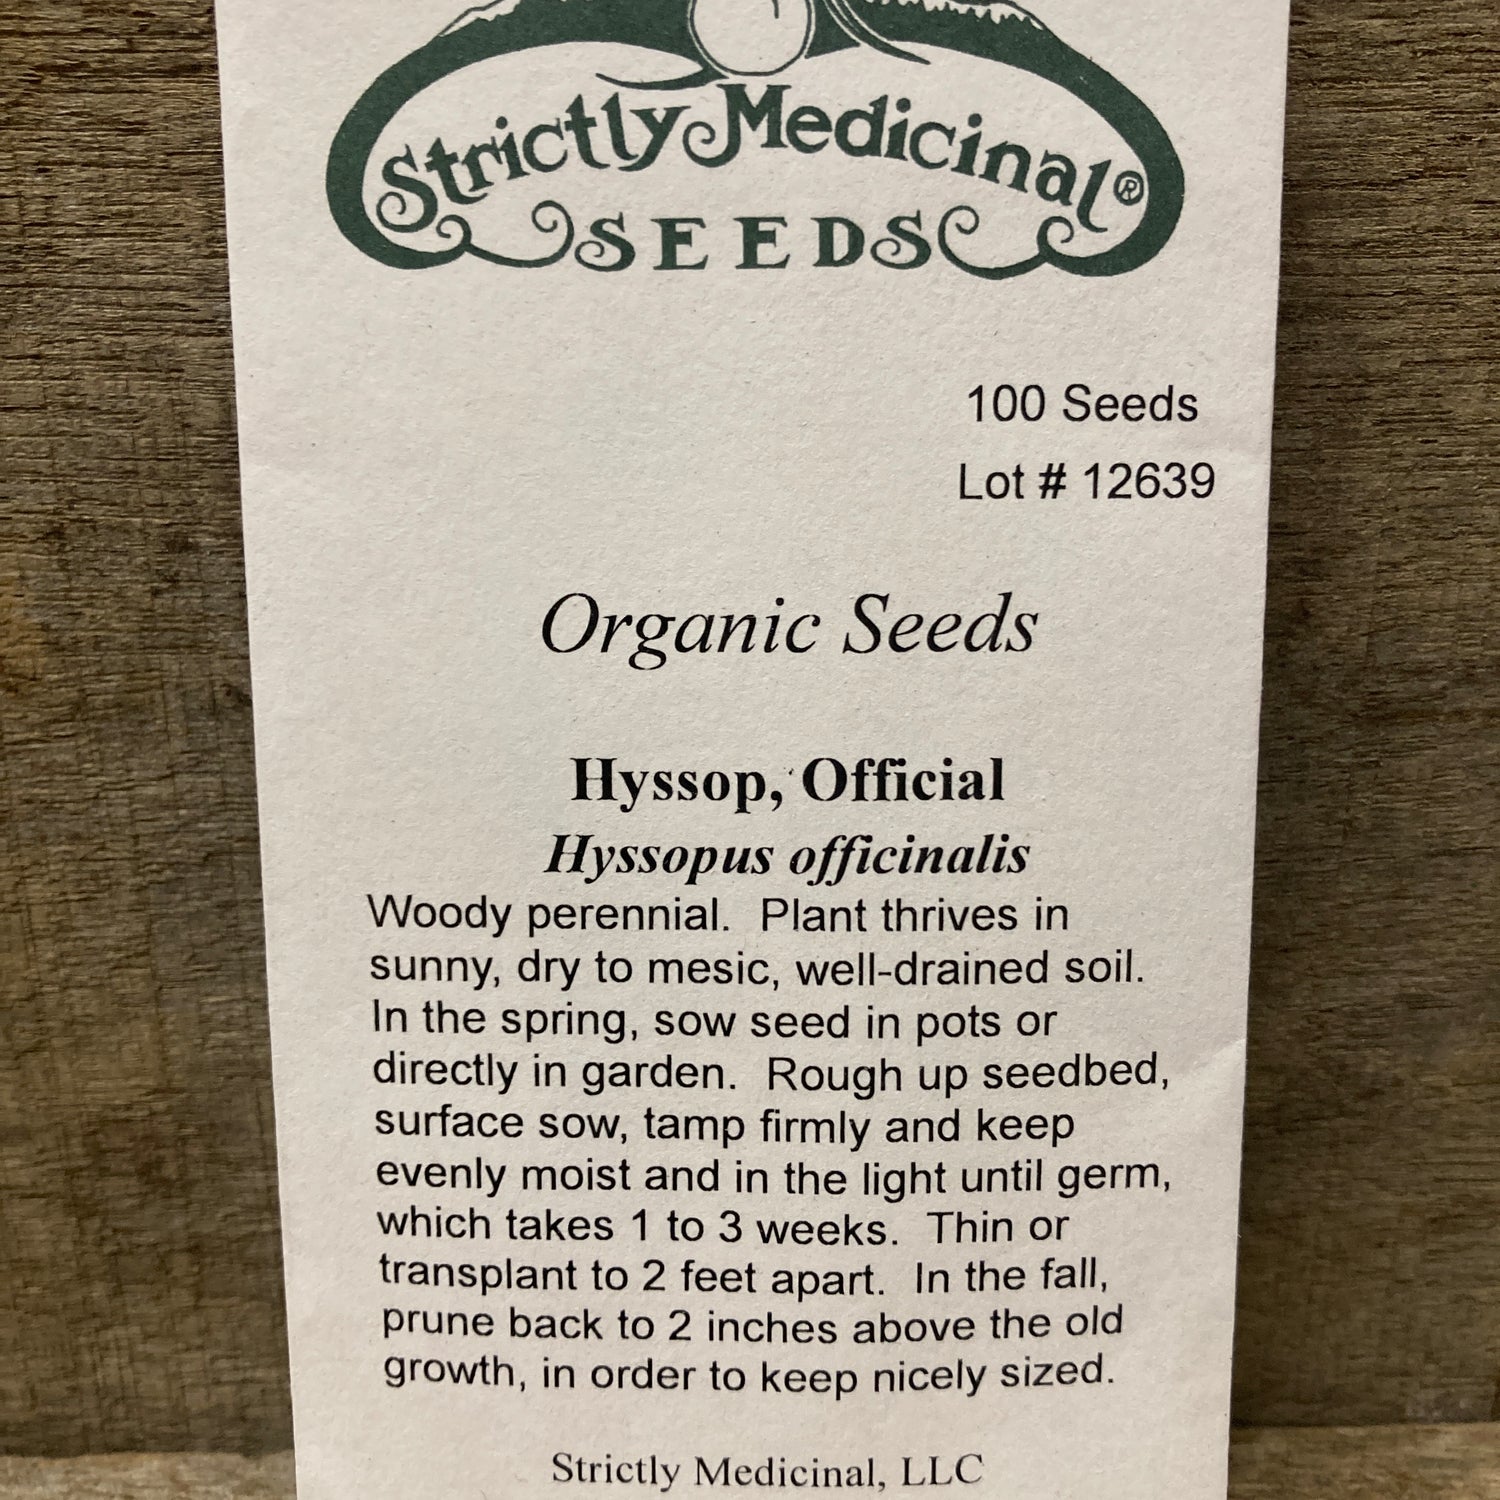 Strictly Medicinal®
SEEDS
100 Seeds
Lot # 12639
Organic Seeds
Hyssop, Official
Hyssopus officinalis
Woody perennial.  Plant thrives in
sunny, dry to mesic, well-drained soil.
In the spring, sow seed in pots or
directly in garden.  Rough up seedbed,
surface sow, tamp firmly and keep
evenly moist and in the light until germ,
which takes 1 to 3 weeks.  Thin or
transplant to 2 feet apart.  In the fall,
prune back to 2 inches above the old
growth, in order to keep nicely sized.
Strictly Medicinal, LLC